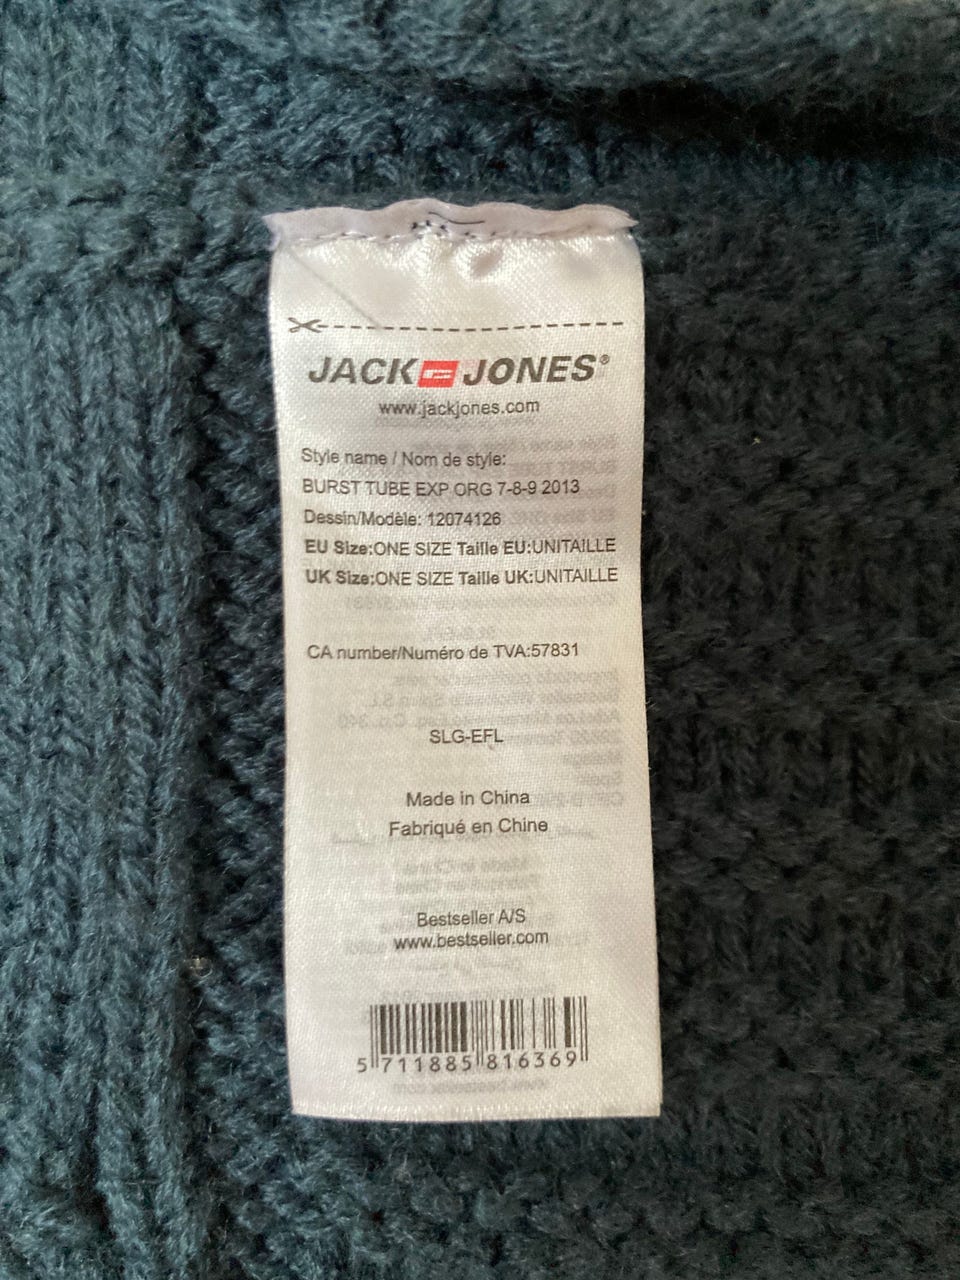 JACK JONES®
www.jackjones.com
Style name / Nom de style:
BURST TUBE EXP ORG 7-8-9 2013
Dessin/Modèle: 12074126
EU Size:ONE SIZE Taille EU:UNITAILLE
UK Size:ONE SIZE Taille UK:UNITAILLE
CA number/Numéro de TVA:57831
SLG-EFL
Made in China
Fabriqué en Chine
Bestseller A/S
www.bestseller.com
5 711885 816369